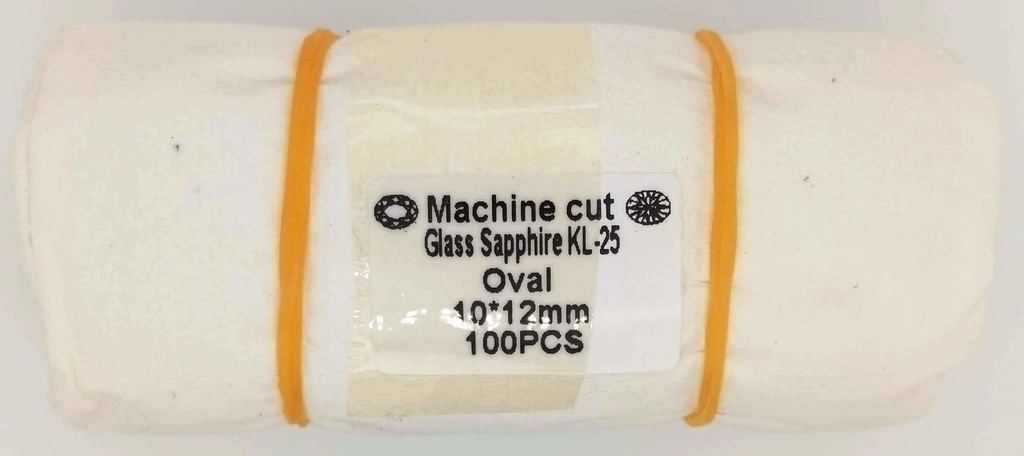 Machine cut
Glass Sapphire KL-25
Oval
10*12mm
100PCS